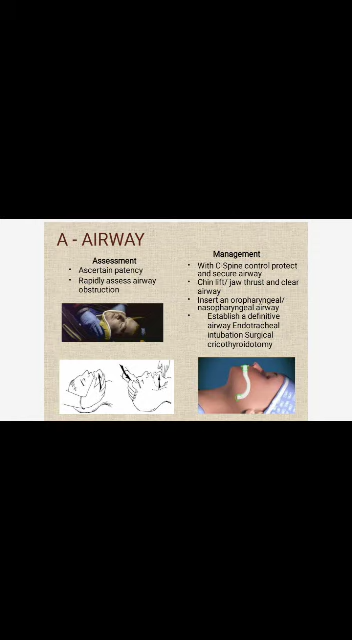 A - AIRWAY
Assessment
• Ascertain patency
• Rapidly assess airway
obstruction
Management
• With C-Spine control protect
and secure airway
• Chin lift/ jaw thrust and clear
airway
• Insert an oropharyngeal/
nasopharyngeal airway
• Establish a definitive
airway Endotracheal
intubation Surgical
cricothyroidotomy